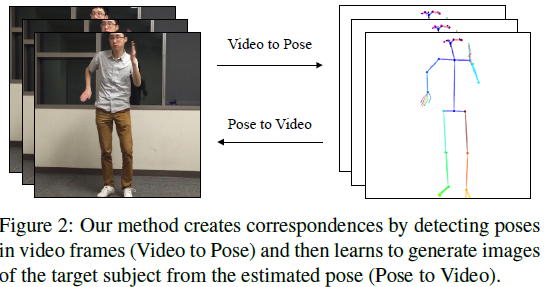 Video to Pose
Pose to Video
Figure 2: Our method creates correspondences by detecting poses
in video frames (Video to Pose) and then learns to generate images
of the target subject from the estimated pose (Pose to Video).